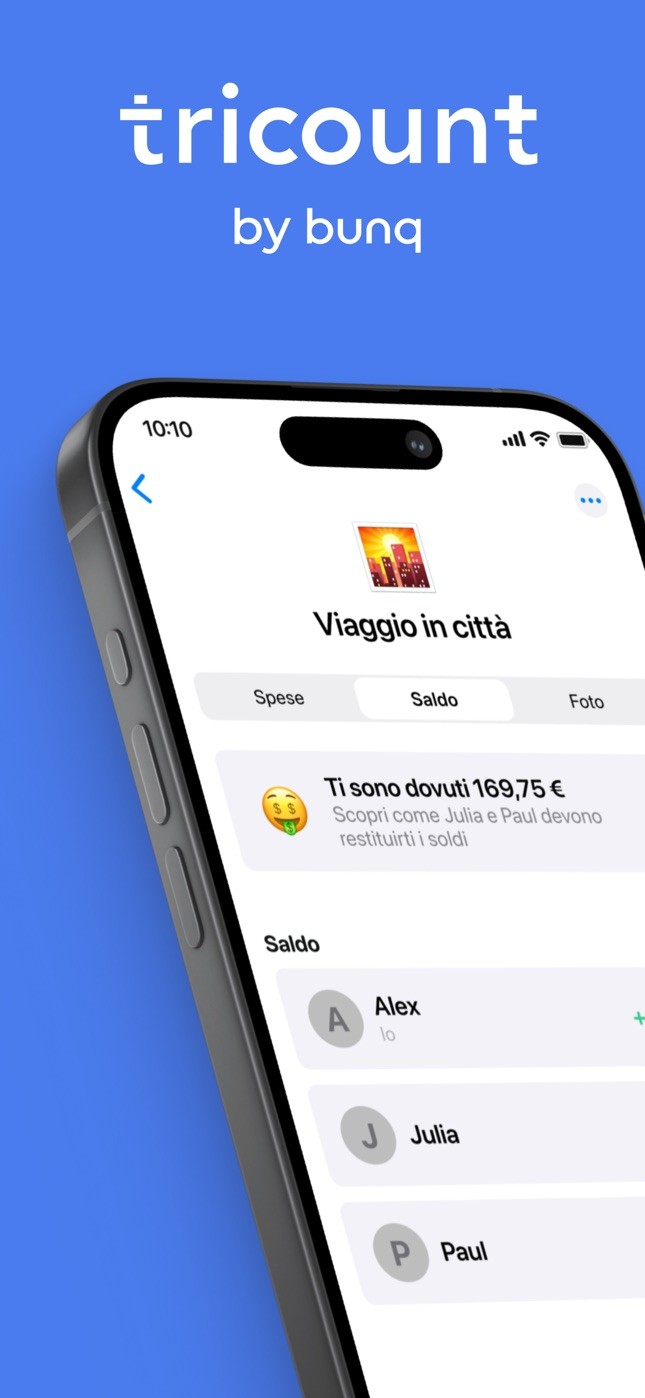 tricount
by bunq
10:10
Viaggio in città
Spese
Saldo
Foto
Ti sono dovuti 169,75 €
Scopri come Julia e Paul devono
restituirti i soldi
Saldo
A
Alex
Io
+
J
Julia
P
Paul